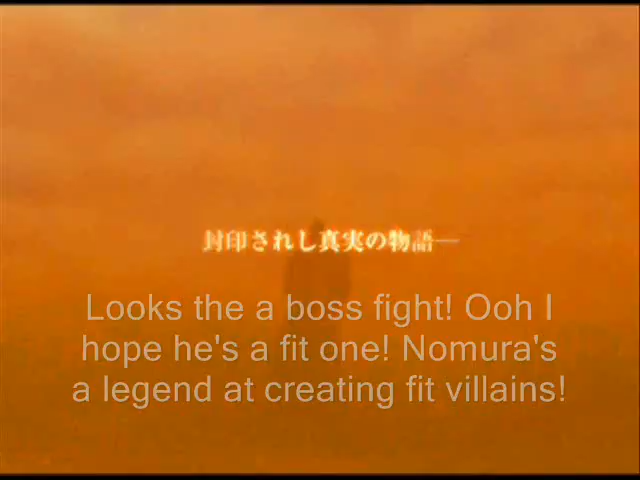 封印されし真実の物語―
Looks the a boss fight! Ooh I
hope he's a fit one! Nomura's
a legend at creating fit villains!